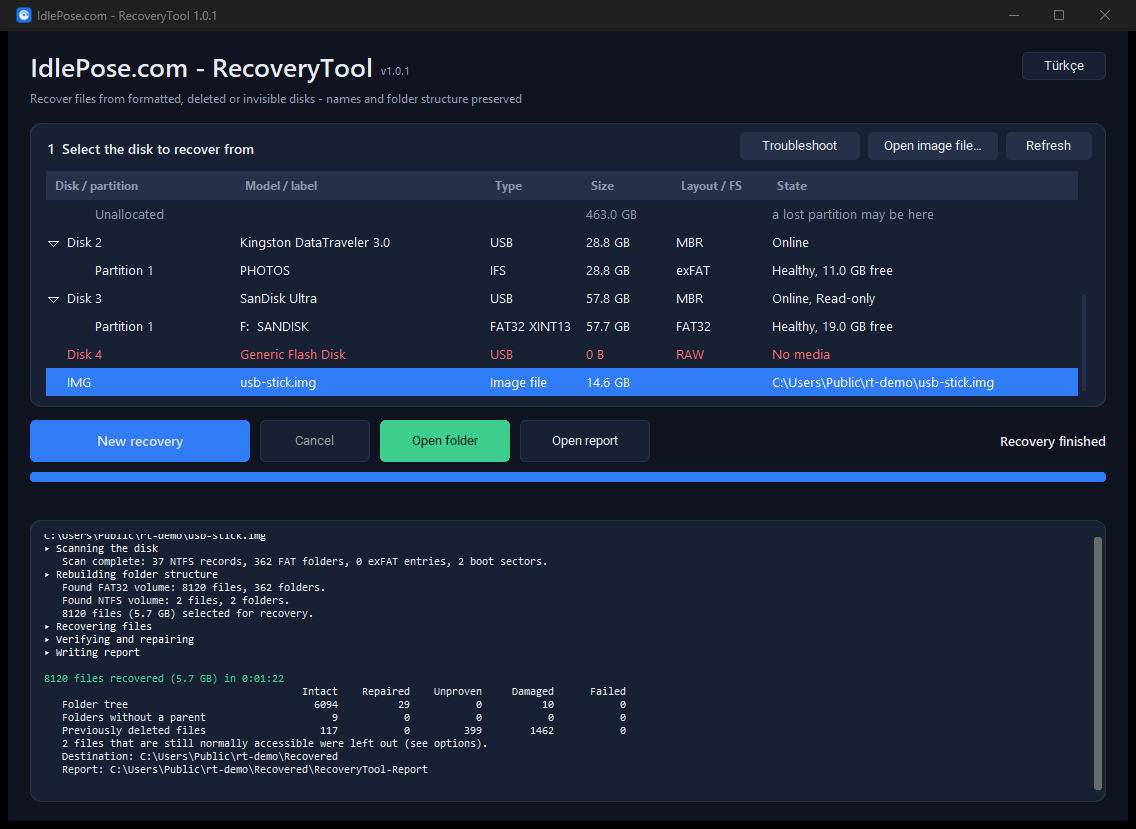 IdlePose.com - RecoveryTool 1.0.1
IdlePose.com - RecoveryTool v1.0.1
Türkçe
Recover files from formatted, deleted or invisible disks - names and folder structure preserved
1 Select the disk to recover from
Troubleshoot
Open image file...
Refresh
Disk / partition Model / label Type Size Layout / FS State
Unallocated 463.0 GB a lost partition may be here
Disk 2 Kingston DataTraveler 3.0 USB 28.8 GB MBR Online
Partition 1 PHOTOS IFS 28.8 GB exFAT Healthy, 11.0 GB free
Disk 3 SanDisk Ultra USB 57.8 GB MBR Online, Read-only
Partition 1 F: SANDISK FAT32 XINT13 57.7 GB FAT32 Healthy, 19.0 GB free
Disk 4 Generic Flash Disk USB 0 B RAW No media
IMG usb-stick.img Image file 14.6 GB C:\Users\Public\rt-demo\usb-stick.img
New recovery
Cancel
Open folder
Open report
Recovery finished
C:\Users\Public\rt-demo\usb-stick.img
▸ Scanning the disk
Scan complete: 37 NTFS records, 362 FAT folders, 0 exFAT entries, 2 boot sectors.
▸ Rebuilding folder structure
Found FAT32 volume: 8120 files, 362 folders.
Found NTFS volume: 2 files, 2 folders.
8120 files (5.7 GB) selected for recovery.
▸ Recovering files
▸ Verifying and repairing
▸ Writing report
8120 files recovered (5.7 GB) in 0:01:22
Intact Repaired Unproven Damaged Failed
Folder tree 6094 29 0 10 0
Folders without a parent 9 0 0 0 0
Previously deleted files 117 0 399 1462 0
2 files that are still normally accessible were left out (see options).
Destination: C:\Users\Public\rt-demo\Recovered
Report: C:\Users\Public\rt-demo\Recovered\RecoveryTool-Report